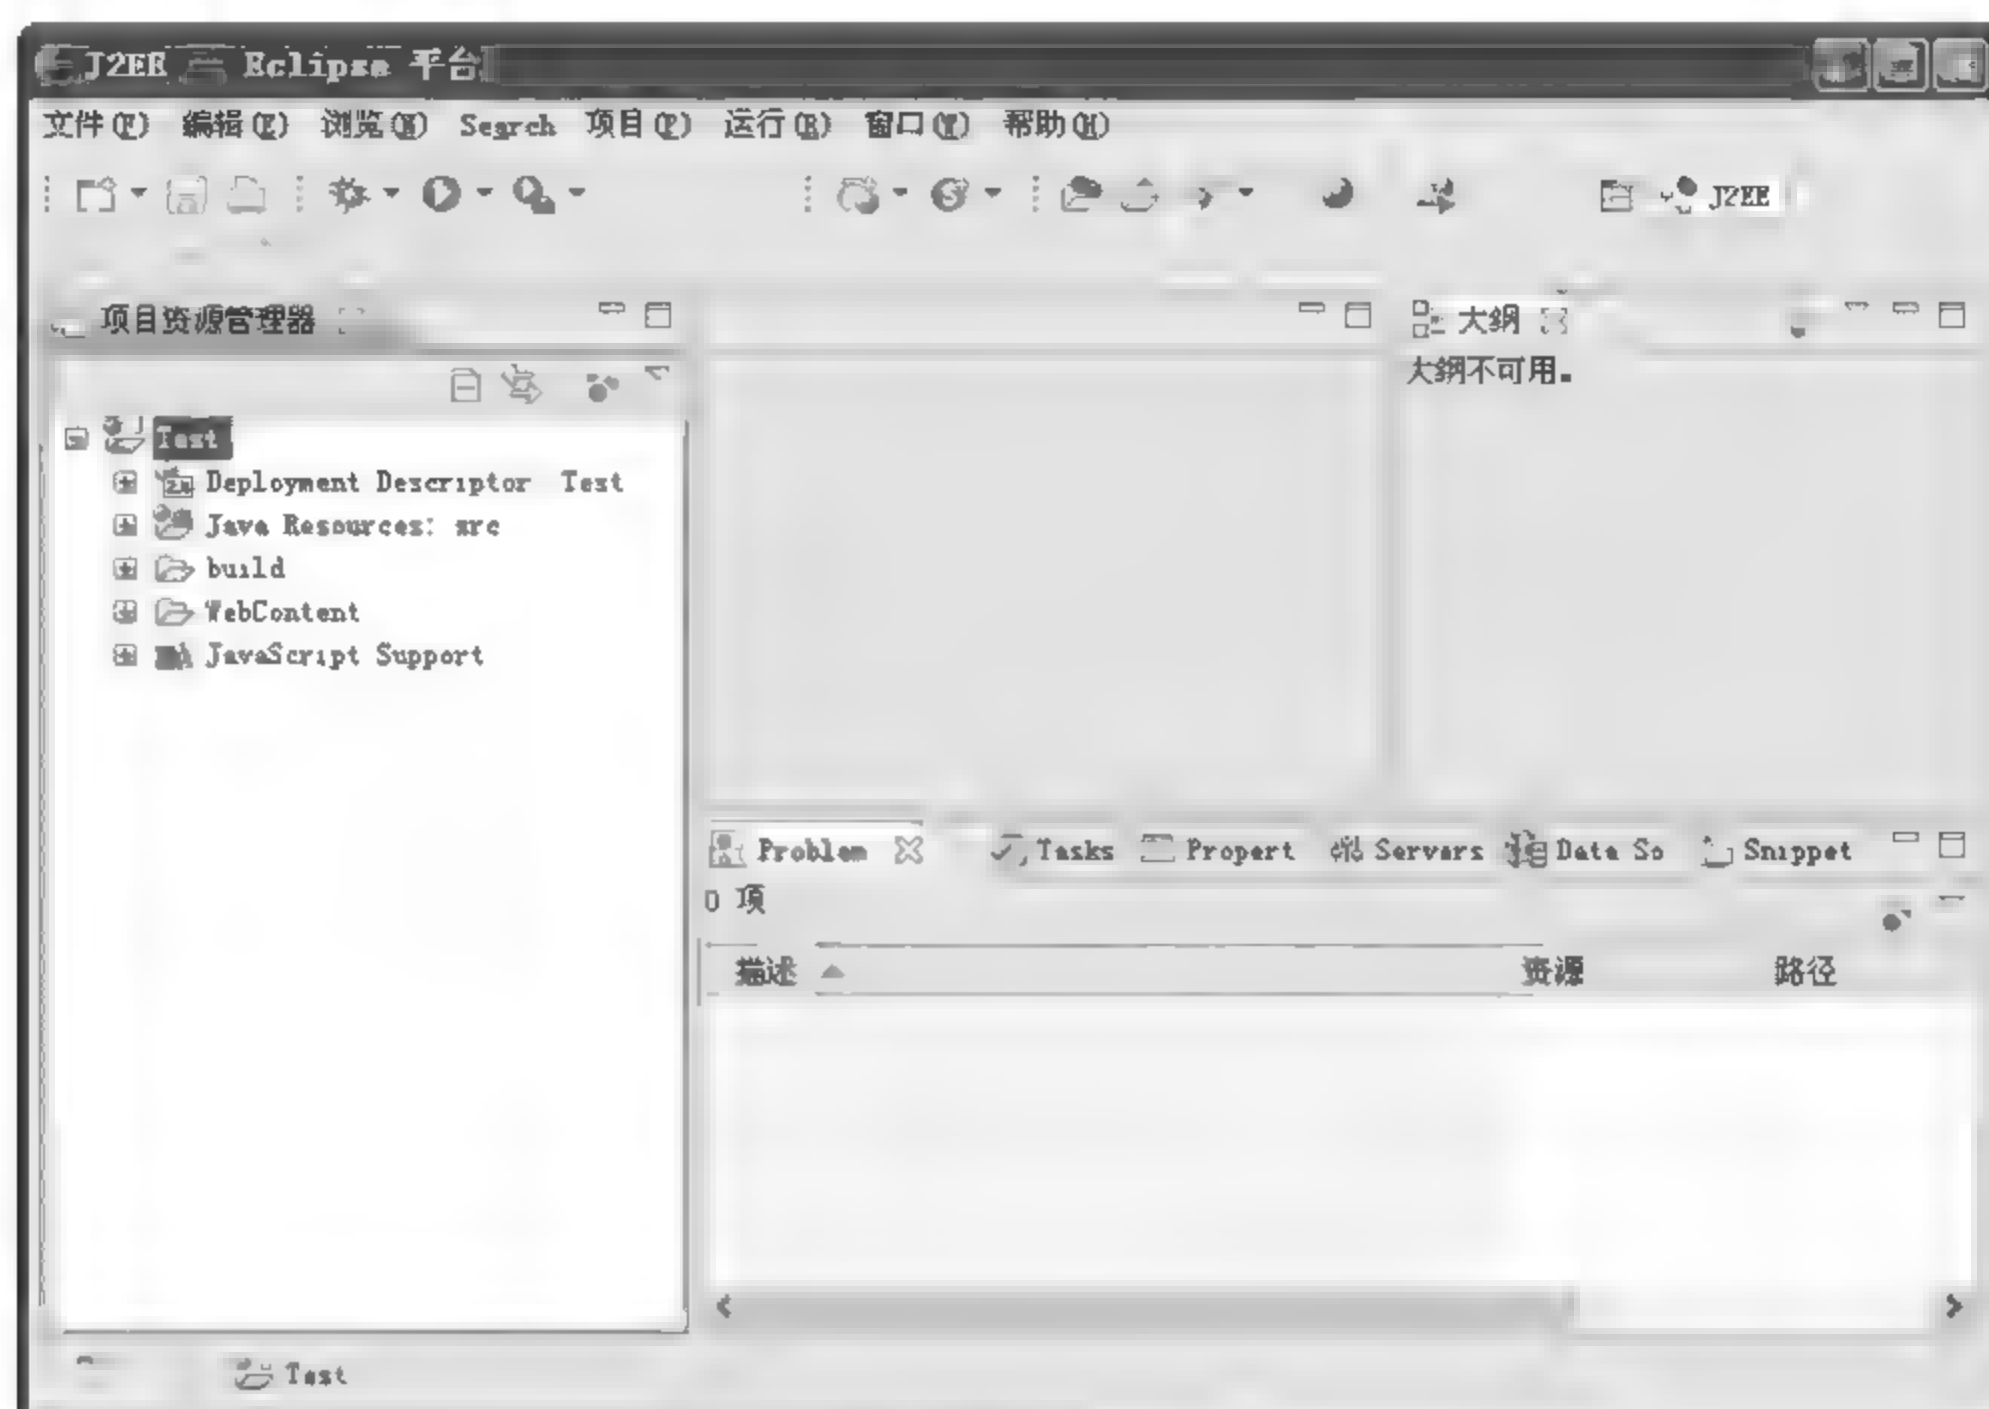 J2EE - Eclipse 平台
文件(F) 编辑(E) 浏览(N) Search 项目(P) 运行(R) 窗口(W) 帮助(H)
J2EE
项目资源管理器
大纲
大纲不可用。
Test
Deployment Descriptor Test
Java Resources: src
build
WebContent
JavaScript Support
Problem Tasks Propert Servers Data So Snippet
0 项
描述 资源 路径
Test